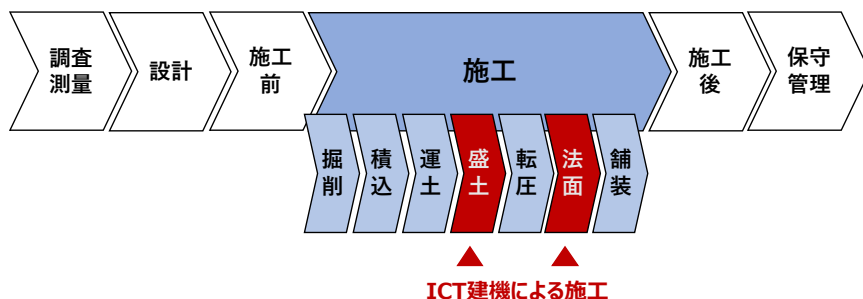 調査
測量
設計
施工
前
施工
施工
後
保守
管理
掘
削
積
込
運
土
盛
土
転
圧
法
面
舗
装
ICT建機による施工